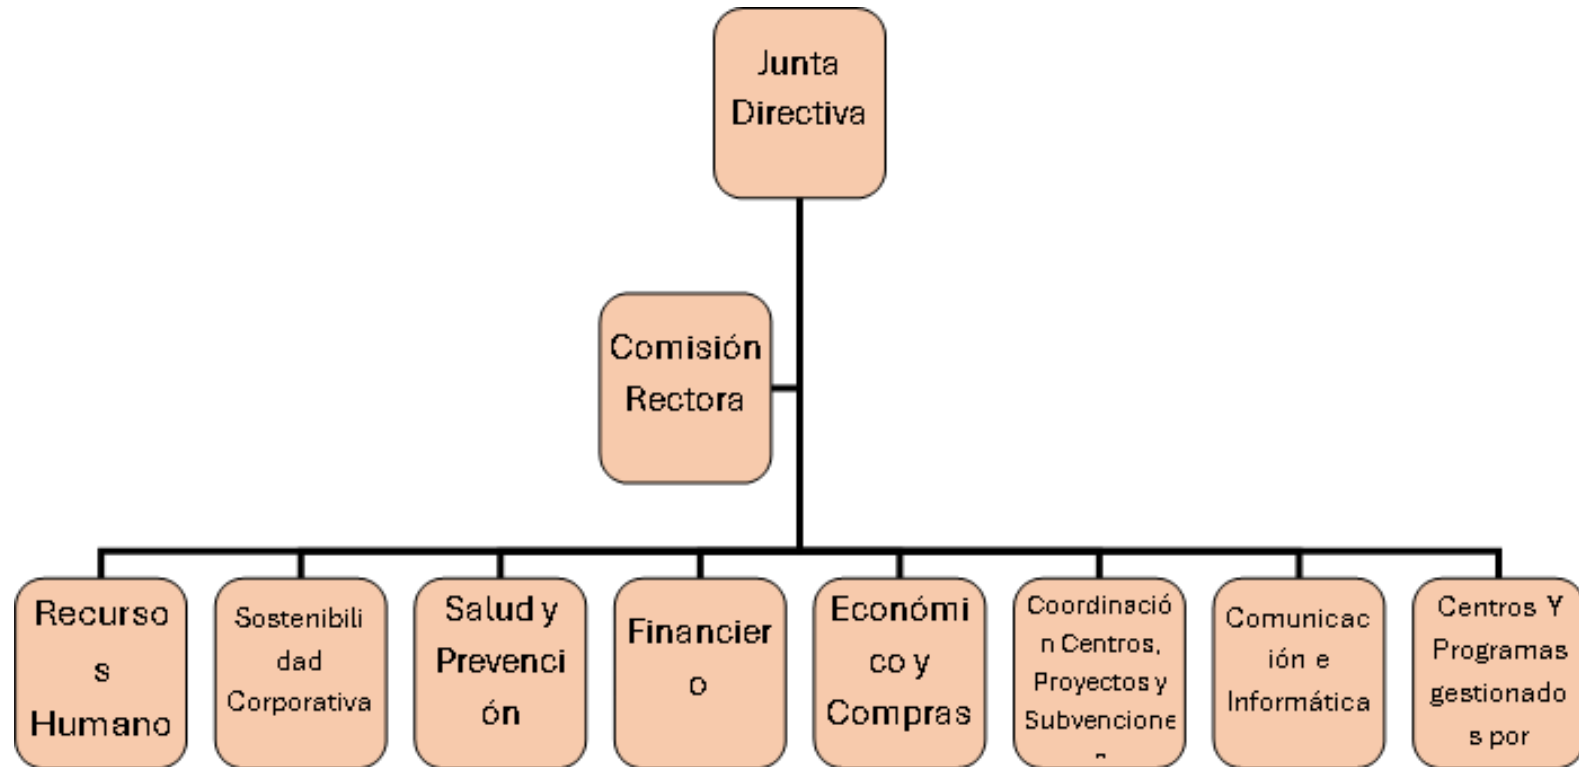 Junta
Directiva
Comisión
Rectora
Recurso
s
Humano
Sostenibili
dad
Corporativa
Salud y
Prevenci
ón
Financier
o
Económi
co y
Compras
Coordinació
n Centros,
Proyectos y
Subvencione
Comunicac
ión e
Informática
Centros Y
Programas
gestionado
s por